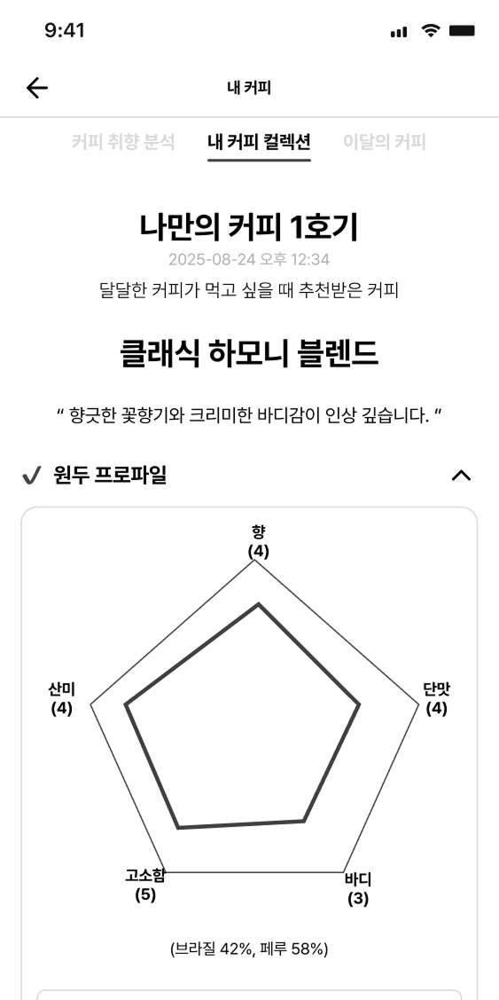 9:41
내 커피
커피 취향 분석 내 커피 컬렉션 이달의 커피
나만의 커피 1호기
2025-08-24 오후 12:34
달달한 커피가 먹고 싶을 때 추천받은 커피
클래식 하모니 블렌드
“ 향긋한 꽃향기와 크리미한 바디감이 인상 깊습니다. ”
원두 프로파일
향
(4)
산미
(4)
단맛
(4)
고소함
(5)
바디
(3)
(브라질 42%, 페루 58%)